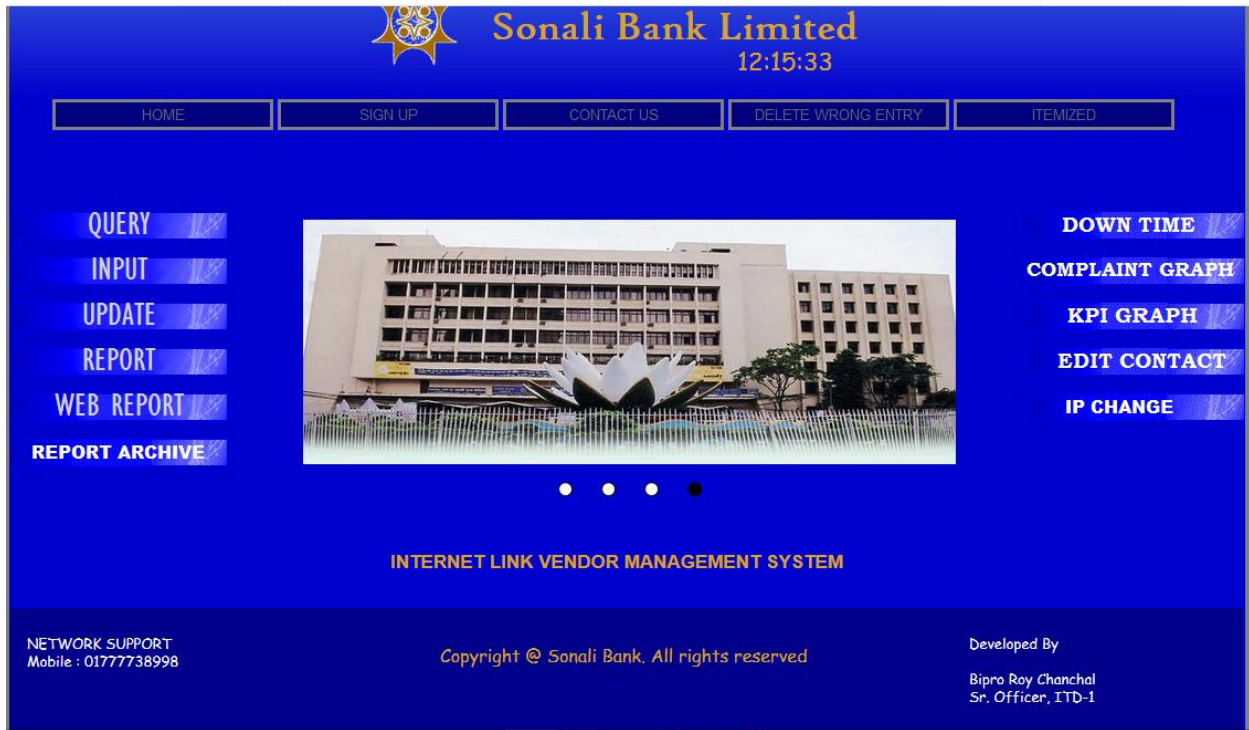 Sonali Bank Limited
12:15:33
HOME
SIGN UP
CONTACT US
DELETE WRONG ENTRY
ITEMIZED
QUERY
INPUT
UPDATE
REPORT
WEB REPORT
REPORT ARCHIVE
DOWN TIME
COMPLAINT GRAPH
KPI GRAPH
EDIT CONTACT
IP CHANGE
INTERNET LINK VENDOR MANAGEMENT SYSTEM
NETWORK SUPPORT
Mobile : 01777738998
Copyright @ Sonali Bank. All rights reserved
Developed By
Bipro Roy Chanchal
Sr. Officer, ITD-1